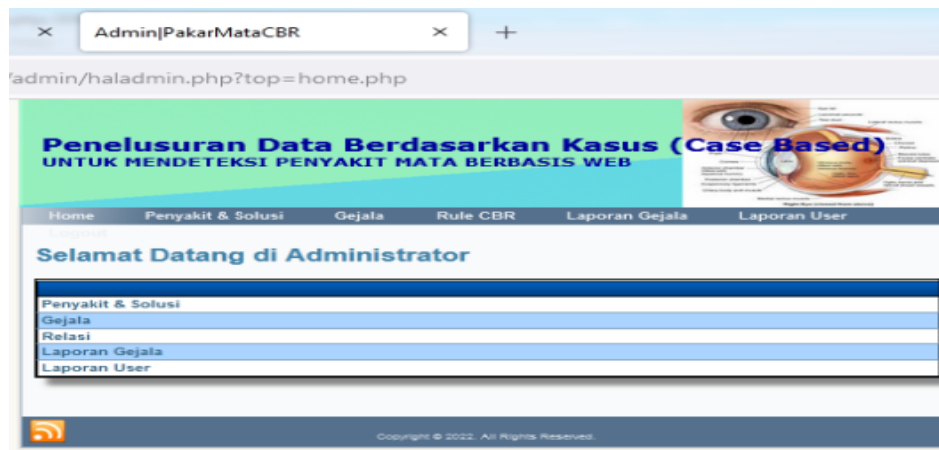 Admin|PakarMataCBR
/admin/haladmin.php?top=home.php
Penelusuran Data Berdasarkan Kasus (Case Based)
UNTUK MENDETEKSI PENYAKIT MATA BERBASIS WEB
Home Penyakit & Solusi Gejala Rule CBR Laporan Gejala Laporan User
Logout
Selamat Datang di Administrator
Penyakit & Solusi
Gejala
Relasi
Laporan Gejala
Laporan User
Copyright © 2022. All Rights Reserved.